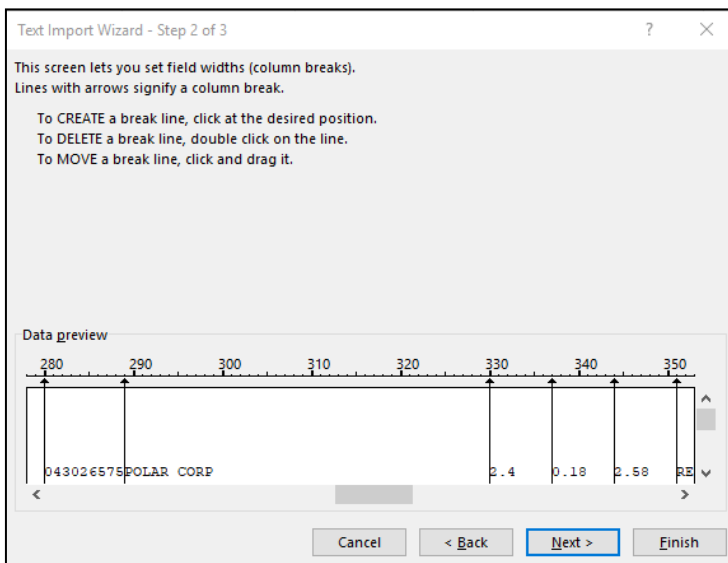 Text Import Wizard - Step 2 of 3 ?
This screen lets you set field widths (column breaks).
Lines with arrows signify a column break.
To CREATE a break line, click at the desired position.
To DELETE a break line, double click on the line.
To MOVE a break line, click and drag it.
Data preview
280 290 300 310 320 330 340 350
043026575POLAR CORP 2.4 0.18 2.58 RE
Cancel < Back Next > Finish